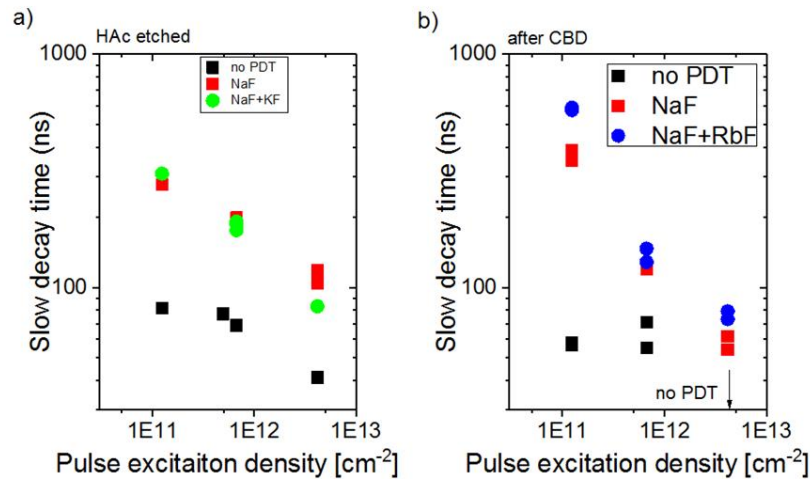 a)
HAc etched
no PDT
NaF
NaF+KF
1000
100
Slow decay time (ns)
1E11 1E12 1E13
Pulse excitaiton density [cm-2]
b)
after CBD
no PDT
NaF
NaF+RbF
1000
100
Slow decay time (ns)
no PDT
1E11 1E12 1E13
Pulse excitation density [cm-2]